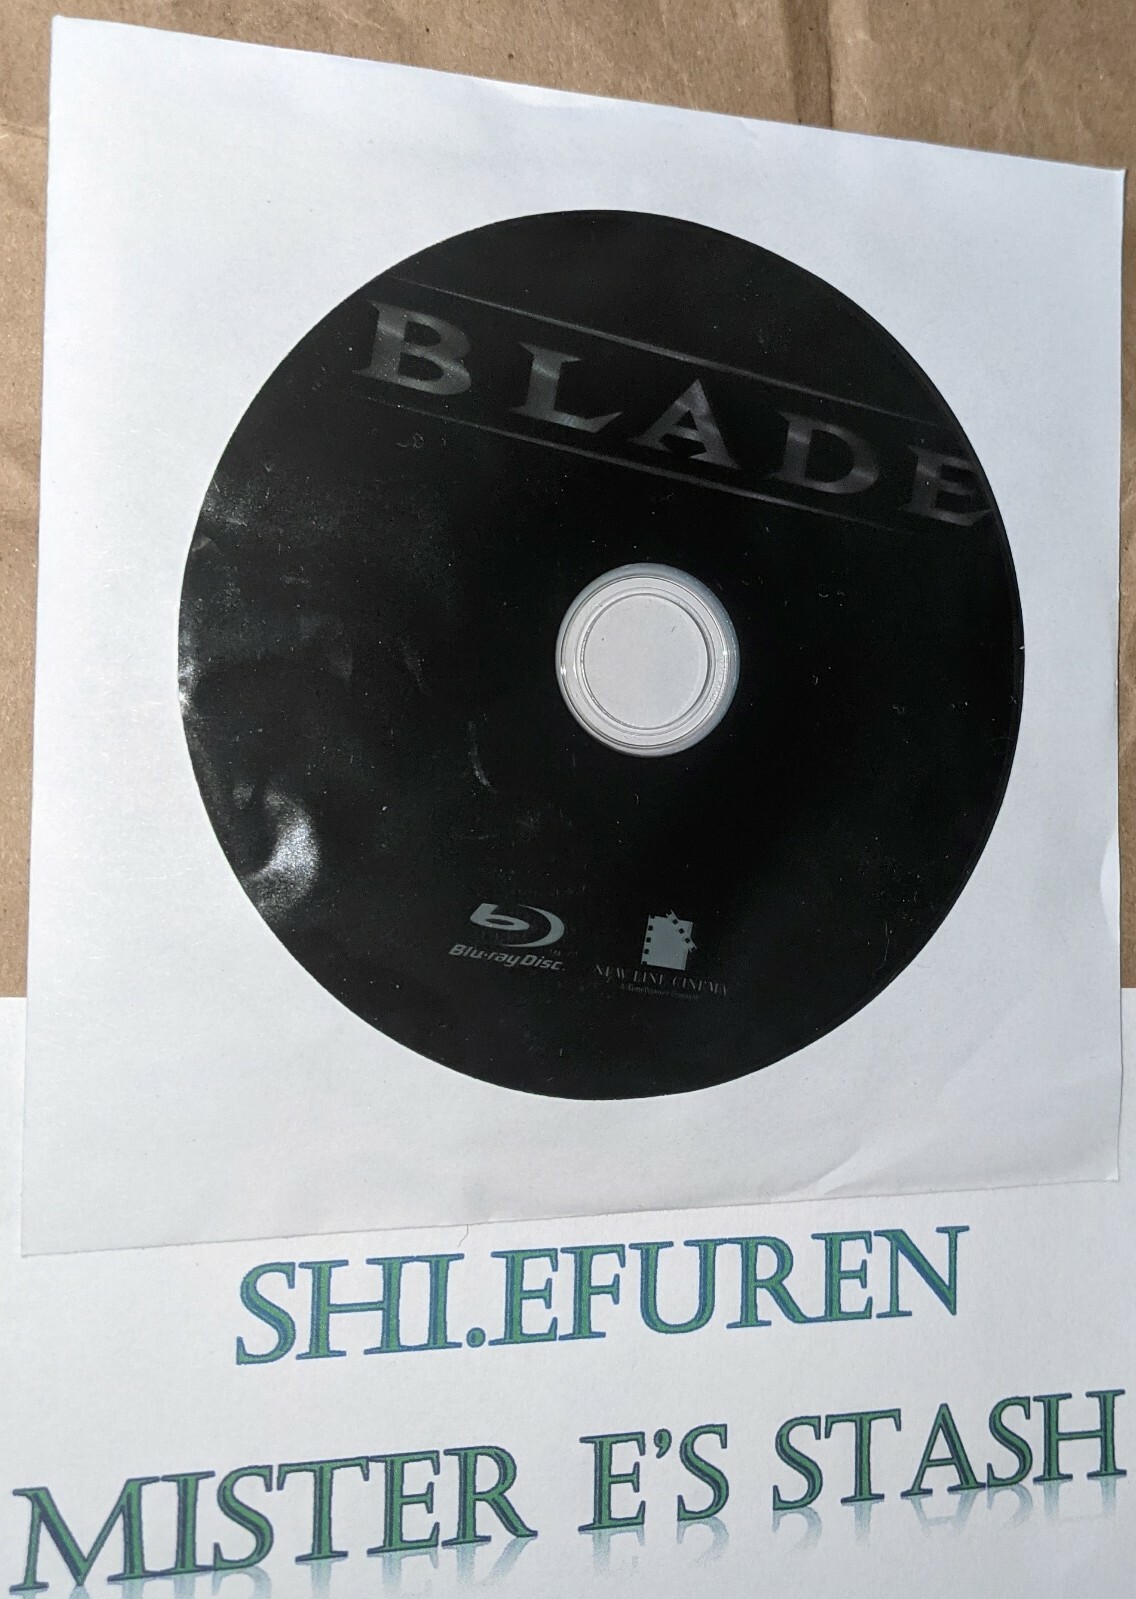 BLADE
Blu-ray Disc
NEW LINE CINEMA
SHI.EFUREN
MISTER E'S STASH